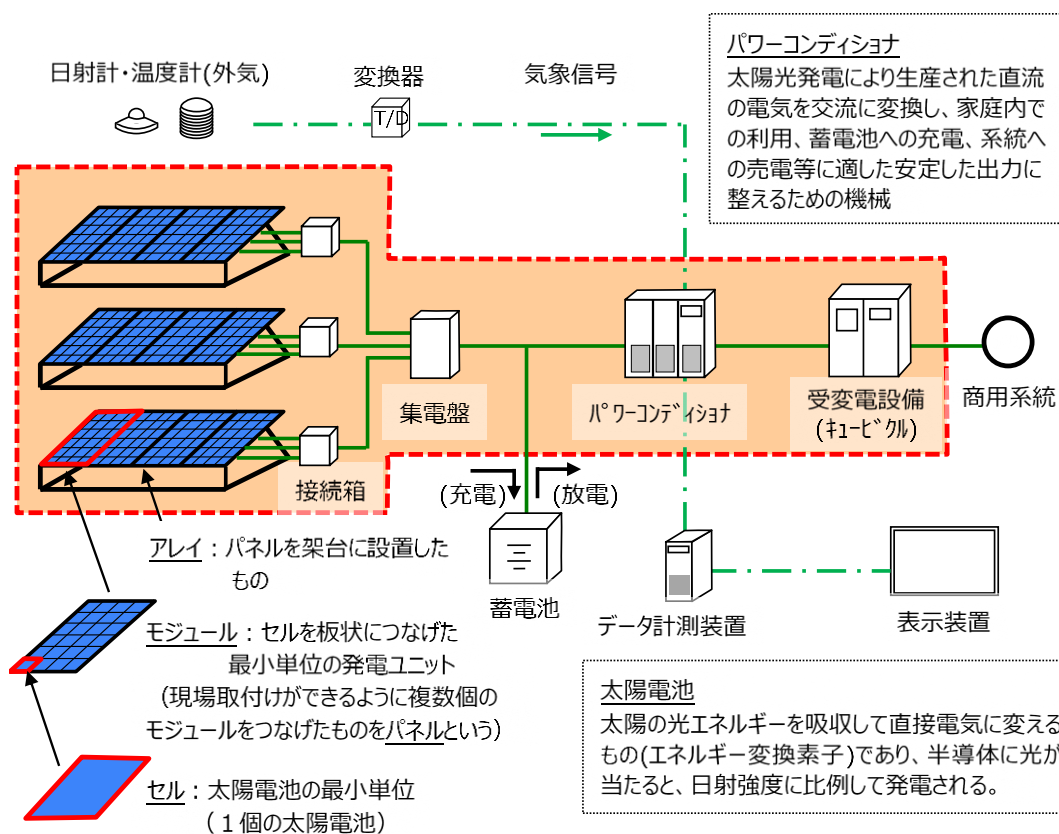 日射計・温度計(外気)
変換器
T/D
気象信号
パワーコンディショナ
太陽光発電により生産された直流
の電気を交流に変換し、家庭内で
の利用、蓄電池への充電、系統へ
の売電等に適した安定した出力に
整えるための機械
集電盤
ﾊﾟﾜｰｺﾝﾃﾞｨｼｮﾅ
受変電設備
(ｷｭｰﾋﾞｸﾙ)
商用系統
接続箱
(充電)
(放電)
蓄電池
データ計測装置
表示装置
アレイ：パネルを架台に設置した
もの
モジュール：セルを板状につなげた
最小単位の発電ユニット
（現場取付けができるように複数個の
モジュールをつなげたものをパネルという）
セル：太陽電池の最小単位
（１個の太陽電池）
太陽電池
太陽の光エネルギーを吸収して直接電気に変える
もの(エネルギー変換素子)であり、半導体に光が
当たると、日射強度に比例して発電される。